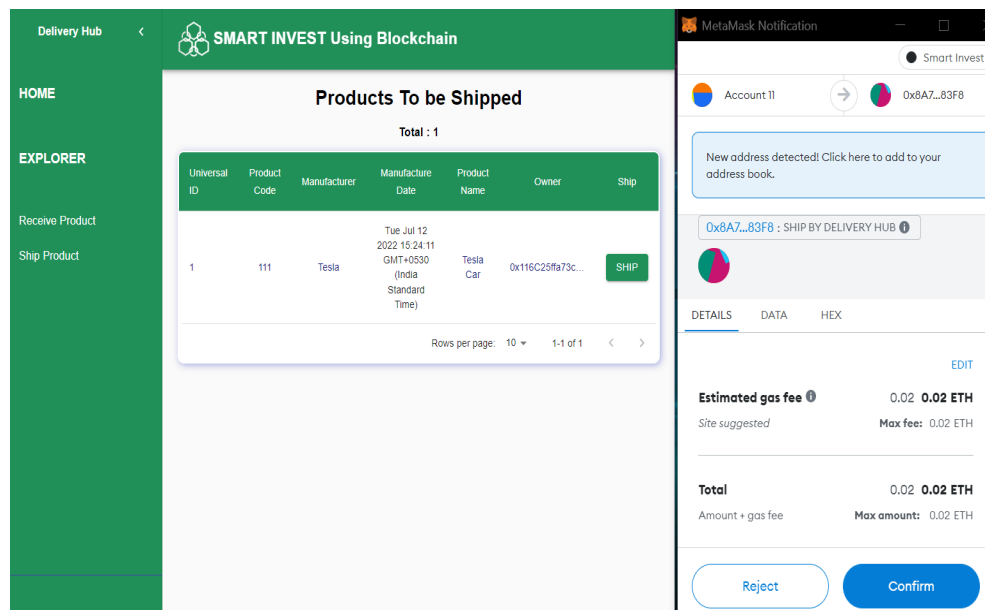 Delivery Hub <
HOME
EXPLORER
Receive Product
Ship Product
SMART INVEST Using Blockchain
Products To be Shipped
Total : 1
Universal ID Product Code Manufacturer Manufacture Date Product Name Owner Ship
1 111 Tesla Tue Jul 12 2022 15:24:11 GMT+0530 (India Standard Time) Tesla Car 0x116C25ffa73c... SHIP
Rows per page: 10 1-1 of 1 < >
MetaMask Notification
Smart Invest
Account 11 0x8A7...83F8
New address detected! Click here to add to your
address book.
0x8A7...83F8 : SHIP BY DELIVERY HUB
DETAILS DATA HEX
EDIT
Estimated gas fee 0.02 0.02 ETH
Site suggested Max fee: 0.02 ETH
Total 0.02 0.02 ETH
Amount + gas fee Max amount: 0.02 ETH
Reject Confirm